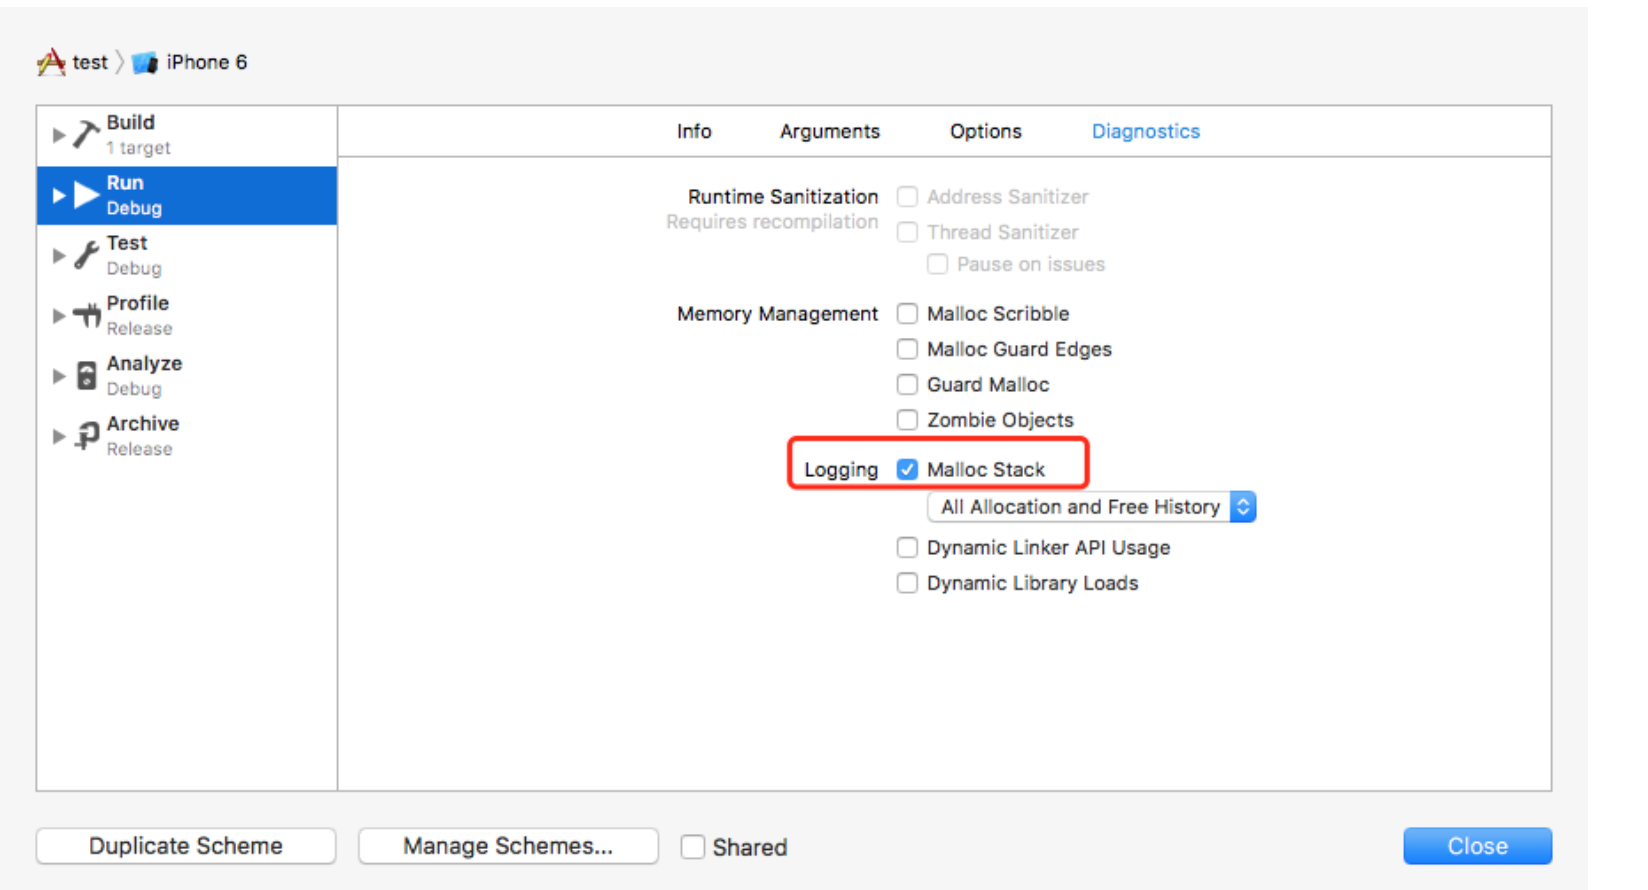 test 〉 iPhone 6
Build
1 target
Run
Debug
Test
Debug
Profile
Release
Analyze
Debug
Archive
Release
Info Arguments Options Diagnostics
Runtime Sanitization Address Sanitizer
Requires recompilation Thread Sanitizer
Pause on issues
Memory Management Malloc Scribble
Malloc Guard Edges
Guard Malloc
Zombie Objects
Logging Malloc Stack
All Allocation and Free History
Dynamic Linker API Usage
Dynamic Library Loads
Duplicate Scheme Manage Schemes... Shared Close